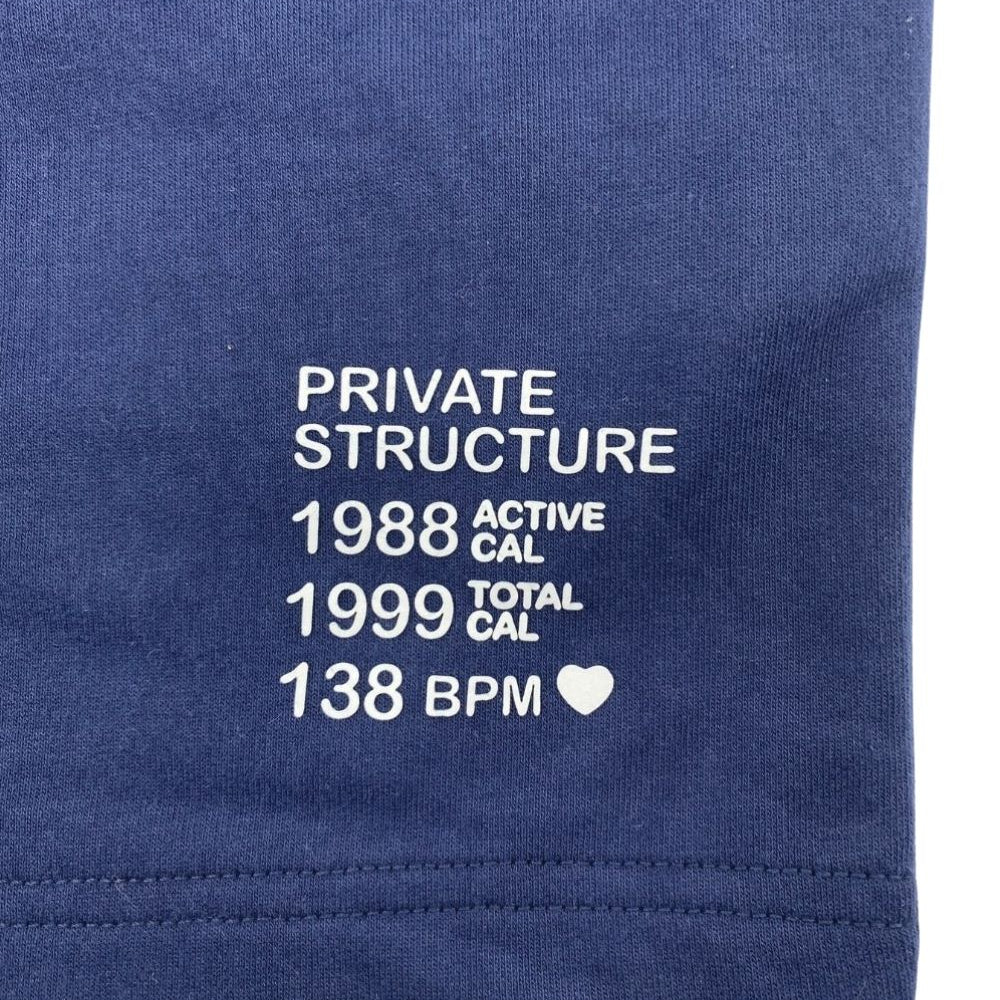 PRIVATE
STRUCTURE
1988 ACTIVE CAL
1999 TOTAL CAL
138 BPM